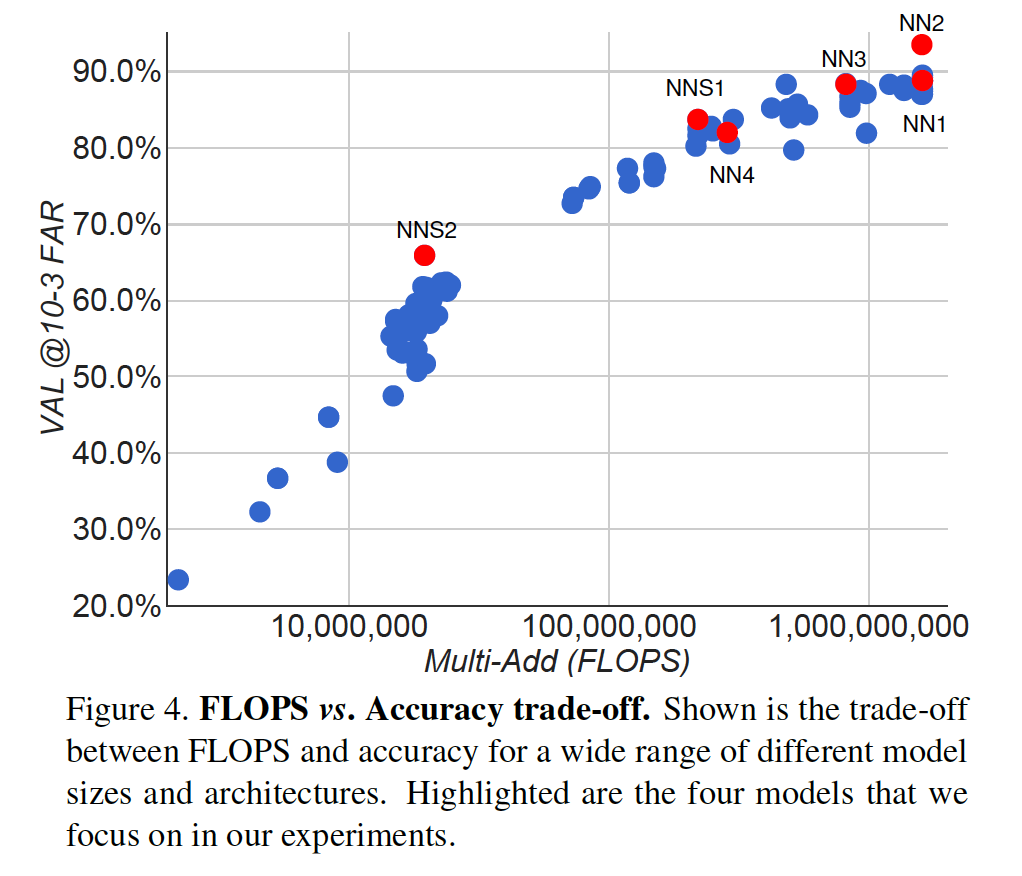 NN2
90.0%
NN3
NNS1
NN1
80.0%
NN4
70.0%
NNS2
60.0%
50.0%
40.0%
30.0%
20.0%
VAL @10-3 FAR
10,000,000 100,000,000 1,000,000,000
Multi-Add (FLOPS)
Figure 4. FLOPS vs. Accuracy trade-off. Shown is the trade-off
between FLOPS and accuracy for a wide range of different model
sizes and architectures. Highlighted are the four models that we
focus on in our experiments.